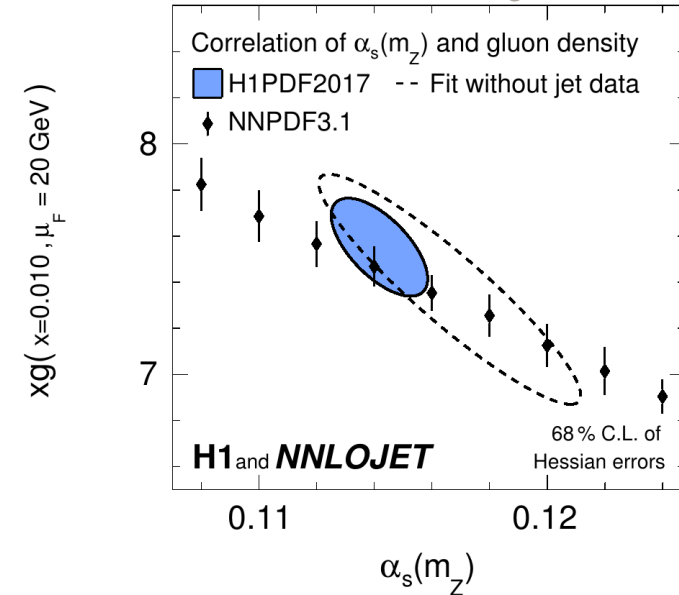 Correlation of αs(mZ) and gluon density
H1PDF2017 -- Fit without jet data
NNPDF3.1
xg( x=0.010 , μF = 20 GeV )
8
7
68 % C.L. of
Hessian errors
H1 and NNLOJET
0.11 0.12
αs(mZ)